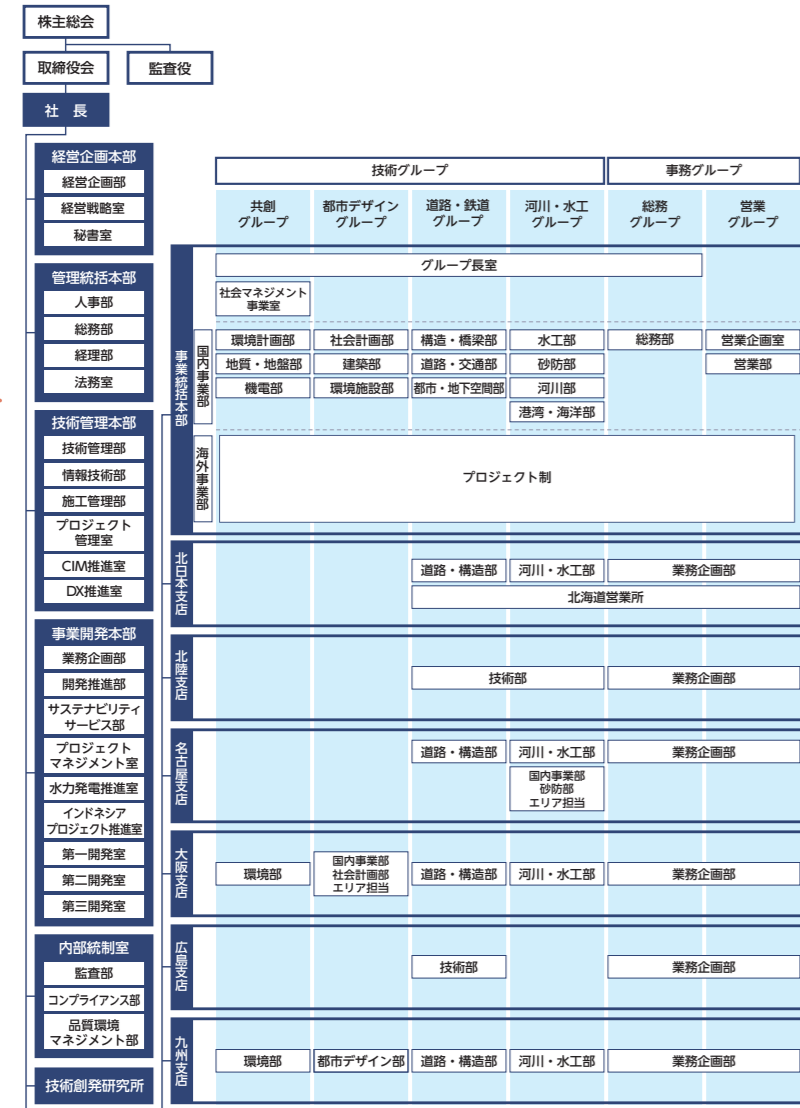 株主総会
取締役会
監査役
社　長
経営企画本部
経営企画部
経営戦略室
秘書室
管理統括本部
人事部
総務部
経理部
法務室
技術管理本部
技術管理部
情報技術部
施工管理部
プロジェクト
管理室
CIM推進室
DX推進室
事業開発本部
業務企画部
開発推進部
サステナビリティ
サービス部
プロジェクト
マネジメント室
水力発電推進室
インドネシア
プロジェクト推進室
第一開発室
第二開発室
第三開発室
内部統制室
監査部
コンプライアンス部
品質環境
マネジメント部
技術創発研究所
技術グループ
事務グループ
共創
グループ
都市デザイン
グループ
道路・鉄道
グループ
河川・水工
グループ
総務
グループ
営業
グループ
事業統括本部
グループ長室
社会マネジメント
事業室
国内事業部
環境計画部
社会計画部
構造・橋梁部
水工部
総務部
営業企画室
地質・地盤部
建築部
道路・交通部
砂防部
営業部
機電部
環境施設部
都市・地下空間部
河川部
港湾・海洋部
海外事業部
プロジェクト制
北日本支店
道路・構造部
河川・水工部
業務企画部
北海道営業所
北陸支店
技術部
業務企画部
名古屋支店
道路・構造部
河川・水工部
業務企画部
国内事業部
砂防部
エリア担当
大阪支店
環境部
国内事業部
社会計画部
エリア担当
道路・構造部
河川・水工部
業務企画部
広島支店
技術部
業務企画部
九州支店
環境部
都市デザイン部
道路・構造部
河川・水工部
業務企画部